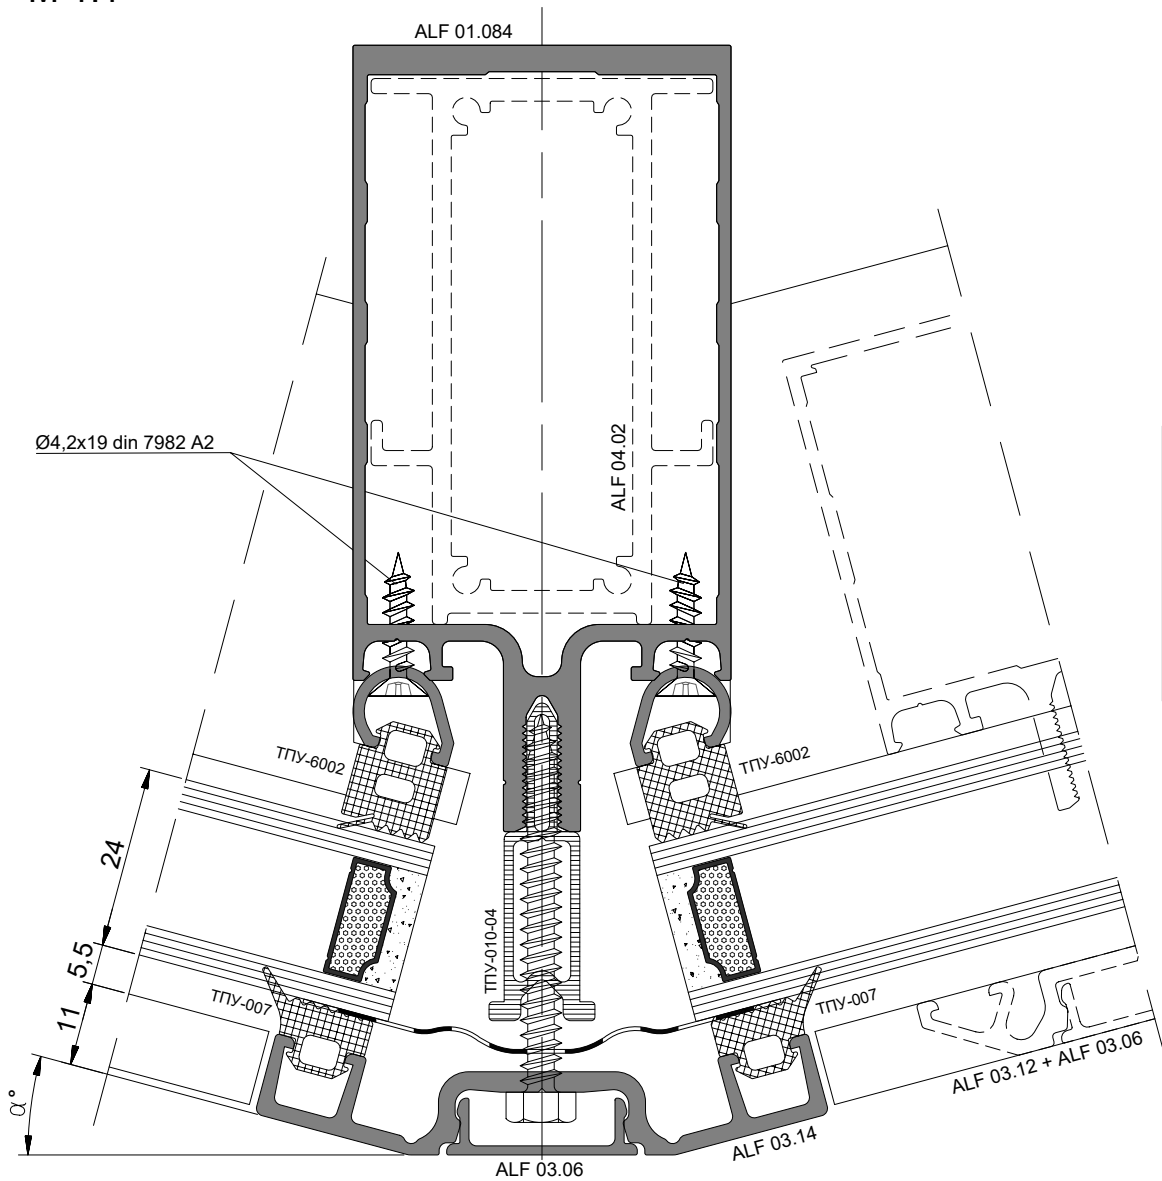 ALF 01.084
Ø4,2x19 din 7982 A2
ALF 04.02
ТПУ-6002
ТПУ-6002
24
5,5
11
α°
ТПУ-010-04
ТПУ-007
ТПУ-007
ALF 03.12 + ALF 03.06
ALF 03.14
ALF 03.06